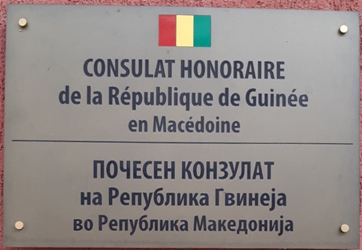 CONSULAT HONORAIRE
de la République de Guinée
en Macédoine
ПОЧЕСЕН КОНЗУЛАТ
на Република Гвинеја
во Република Македонија